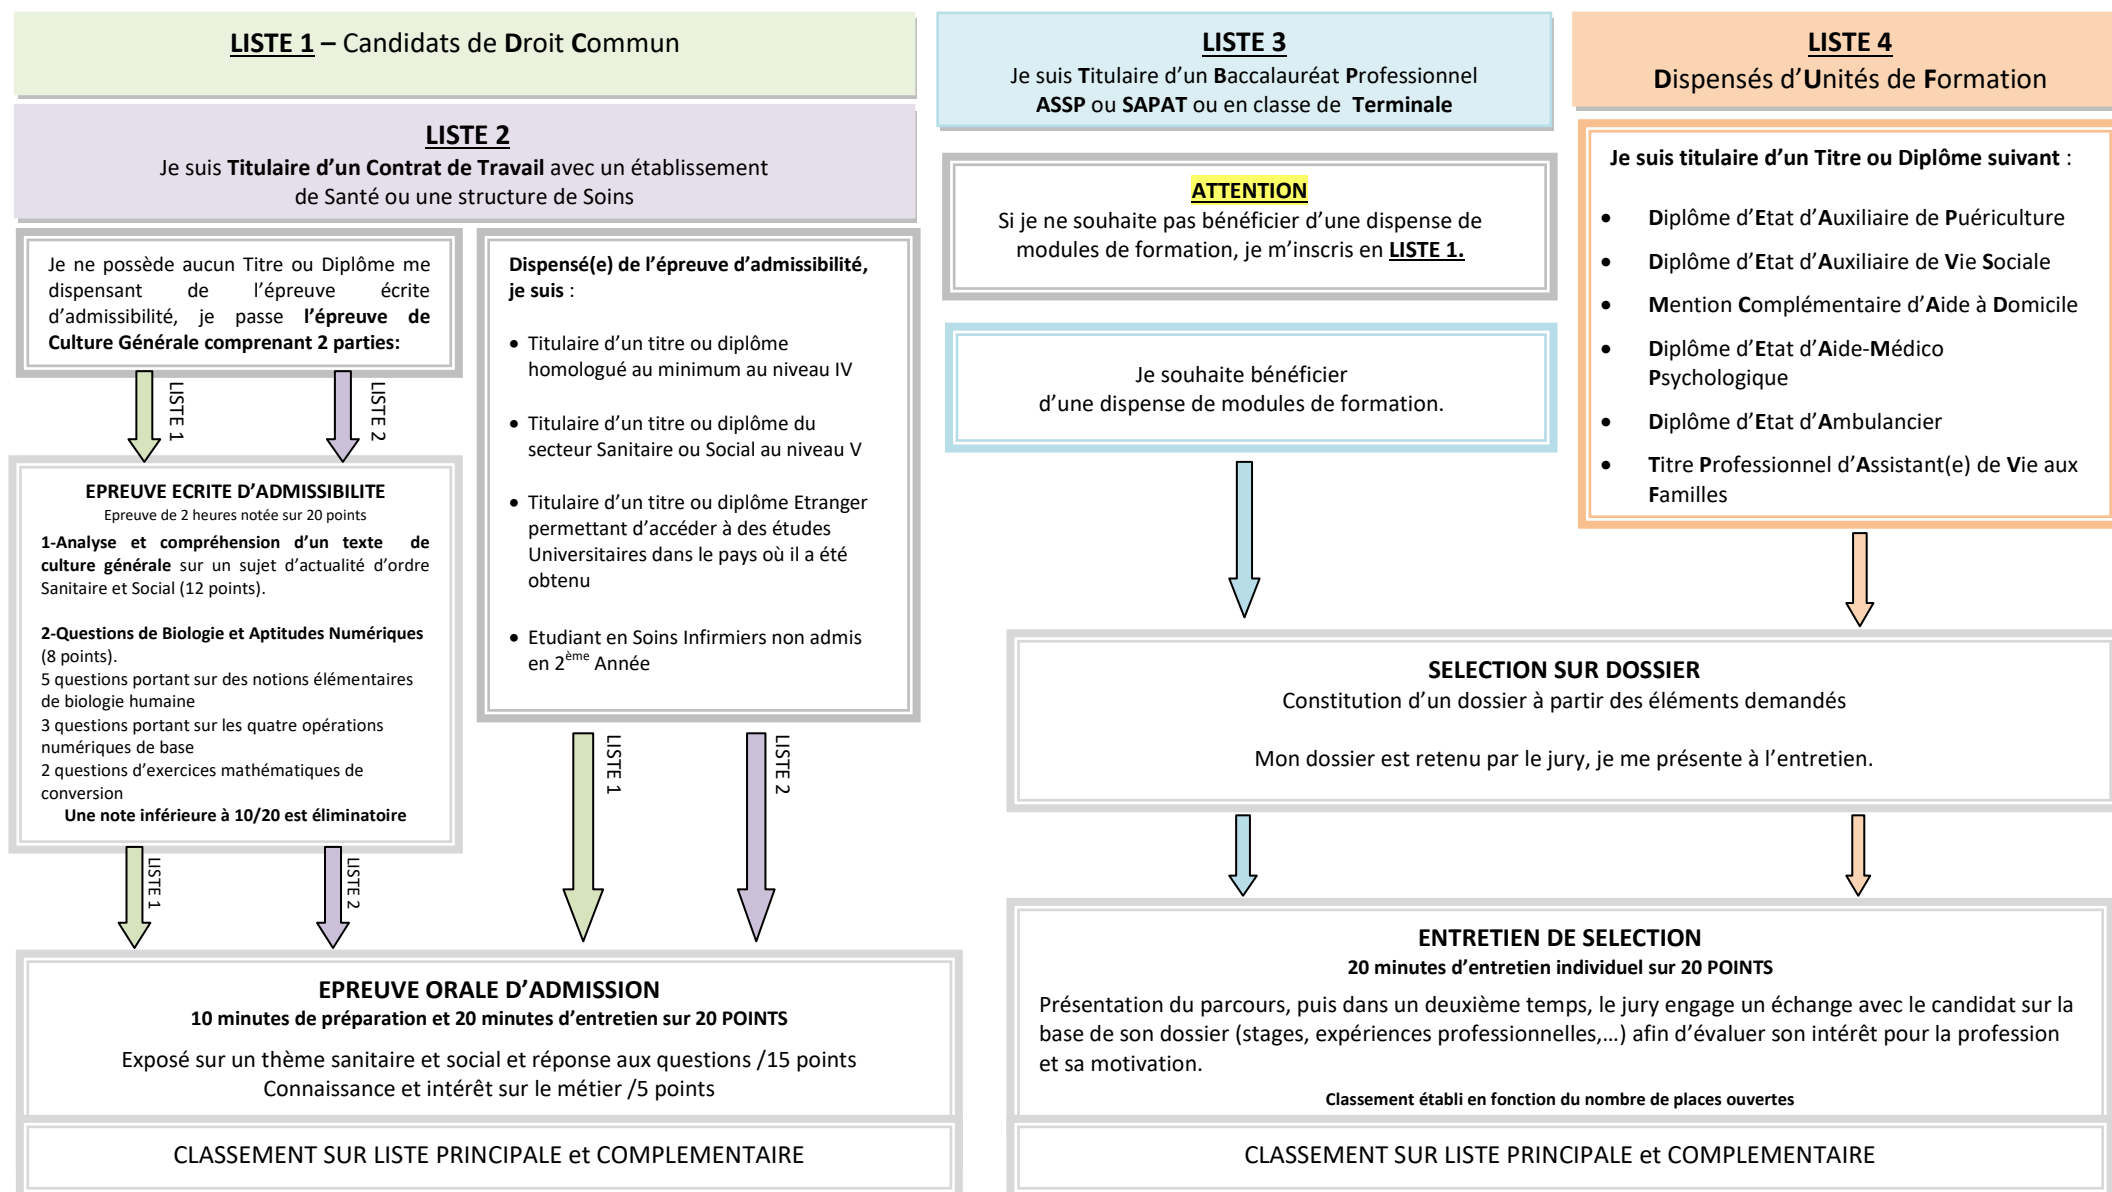 LISTE 1 – Candidats de Droit Commun
LISTE 2
Je suis Titulaire d’un Contrat de Travail avec un établissement
de Santé ou une structure de Soins
Je ne possède aucun Titre ou Diplôme me
dispensant de l’épreuve écrite
d’admissibilité, je passe l’épreuve de
Culture Générale comprenant 2 parties:
LISTE 1
LISTE 2
EPREUVE ECRITE D’ADMISSIBILITE
Epreuve de 2 heures notée sur 20 points
1-Analyse et compréhension d’un texte de
culture générale sur un sujet d’actualité d’ordre
Sanitaire et Social (12 points).
2-Questions de Biologie et Aptitudes Numériques
(8 points).
5 questions portant sur des notions élémentaires
de biologie humaine
3 questions portant sur les quatre opérations
numériques de base
2 questions d’exercices mathématiques de
conversion
Une note inférieure à 10/20 est éliminatoire
LISTE 1
LISTE 2
Dispensé(e) de l’épreuve d’admissibilité,
je suis :
• Titulaire d’un titre ou diplôme
homologué au minimum au niveau IV
• Titulaire d’un titre ou diplôme du
secteur Sanitaire ou Social au niveau V
• Titulaire d’un titre ou diplôme Etranger
permettant d’accéder à des études
Universitaires dans le pays où il a été
obtenu
• Etudiant en Soins Infirmiers non admis
en 2ème Année
LISTE 1
LISTE 2
EPREUVE ORALE D’ADMISSION
10 minutes de préparation et 20 minutes d’entretien sur 20 POINTS
Exposé sur un thème sanitaire et social et réponse aux questions /15 points
Connaissance et intérêt sur le métier /5 points
CLASSEMENT SUR LISTE PRINCIPALE et COMPLEMENTAIRE
LISTE 3
Je suis Titulaire d’un Baccalauréat Professionnel
ASSP ou SAPAT ou en classe de Terminale
ATTENTION
Si je ne souhaite pas bénéficier d’une dispense de
modules de formation, je m’inscris en LISTE 1.
Je souhaite bénéficier
d’une dispense de modules de formation.
LISTE 4
Dispensés d’Unités de Formation
Je suis titulaire d’un Titre ou Diplôme suivant :
• Diplôme d’Etat d’Auxiliaire de Puériculture
• Diplôme d’Etat d’Auxiliaire de Vie Sociale
• Mention Complémentaire d’Aide à Domicile
• Diplôme d’Etat d’Aide-Médico
Psychologique
• Diplôme d’Etat d’Ambulancier
• Titre Professionnel d’Assistant(e) de Vie aux
Familles
SELECTION SUR DOSSIER
Constitution d’un dossier à partir des éléments demandés
Mon dossier est retenu par le jury, je me présente à l’entretien.
ENTRETIEN DE SELECTION
20 minutes d’entretien individuel sur 20 POINTS
Présentation du parcours, puis dans un deuxième temps, le jury engage un échange avec le candidat sur la
base de son dossier (stages, expériences professionnelles,…) afin d’évaluer son intérêt pour la profession
et sa motivation.
Classement établi en fonction du nombre de places ouvertes
CLASSEMENT SUR LISTE PRINCIPALE et COMPLEMENTAIRE